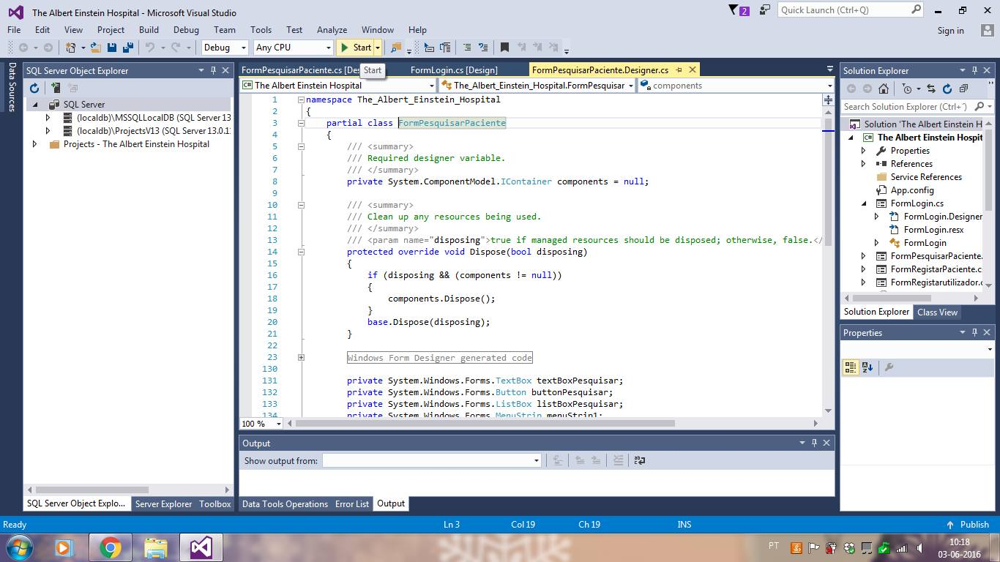 The Albert Einstein Hospital - Microsoft Visual Studio
2
Quick Launch (Ctrl+Q)
File Edit View Project Build Debug Team Tools Test Analyze Window Help
Sign in
Debug Any CPU Start
Data Sources
SQL Server Object Explorer
SQL Server
(localdb)\MSSQLLocalDB (SQL Server 13
(localdb)\ProjectsV13 (SQL Server 13.0.1
Projects - The Albert Einstein Hospital
SQL Server Object Explo... Server Explorer Toolbox
FormPesquisarPaciente.cs [Des
Start
FormLogin.cs [Design]
FormPesquisarPaciente.Designer.cs
The Albert Einstein Hospital
The_Albert_Einstein_Hospital.FormPesquisar
components
1 namespace The_Albert_Einstein_Hospital
2 {
3 partial class FormPesquisarPaciente
4 {
5 /// <summary>
6 /// Required designer variable.
7 /// </summary>
8 private System.ComponentModel.IContainer components = null;
9
10 /// <summary>
11 /// Clean up any resources being used.
12 /// </summary>
13 /// <param name="disposing">true if managed resources should be disposed; otherwise, false.</
14 protected override void Dispose(bool disposing)
15 {
16 if (disposing && (components != null))
17 {
18 components.Dispose();
19 }
20 base.Dispose(disposing);
21 }
22
23 Windows Form Designer generated code
130
131 private System.Windows.Forms.TextBox textBoxPesquisar;
132 private System.Windows.Forms.Button buttonPesquisar;
133 private System.Windows.Forms.ListBox listBoxPesquisar;
134 private System.Windows.Forms.MenuStrip menuStrip1;
100 %
Output
Show output from:
Data Tools Operations Error List Output
Solution Explorer
Search Solution Explorer (Ctrl+
Solution 'The Albert Einstein H
The Albert Einstein Hospit
Properties
References
Service References
App.config
FormLogin.cs
FormLogin.Designer
FormLogin.resx
FormLogin
FormPesquisarPaciente.
FormRegistarPaciente.c
FormRegistarutilizador.c
Solution Explorer Class View
Properties
Ready Ln 3 Col 19 Ch 19 INS Publish
PT
10:18
03-06-2016